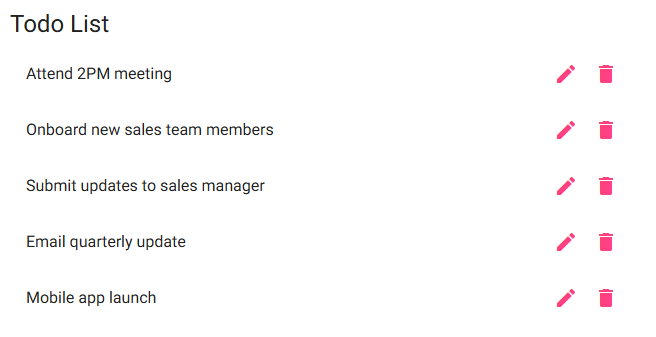 Todo List
Attend 2PM meeting
Onboard new sales team members
Submit updates to sales manager
Email quarterly update
Mobile app launch